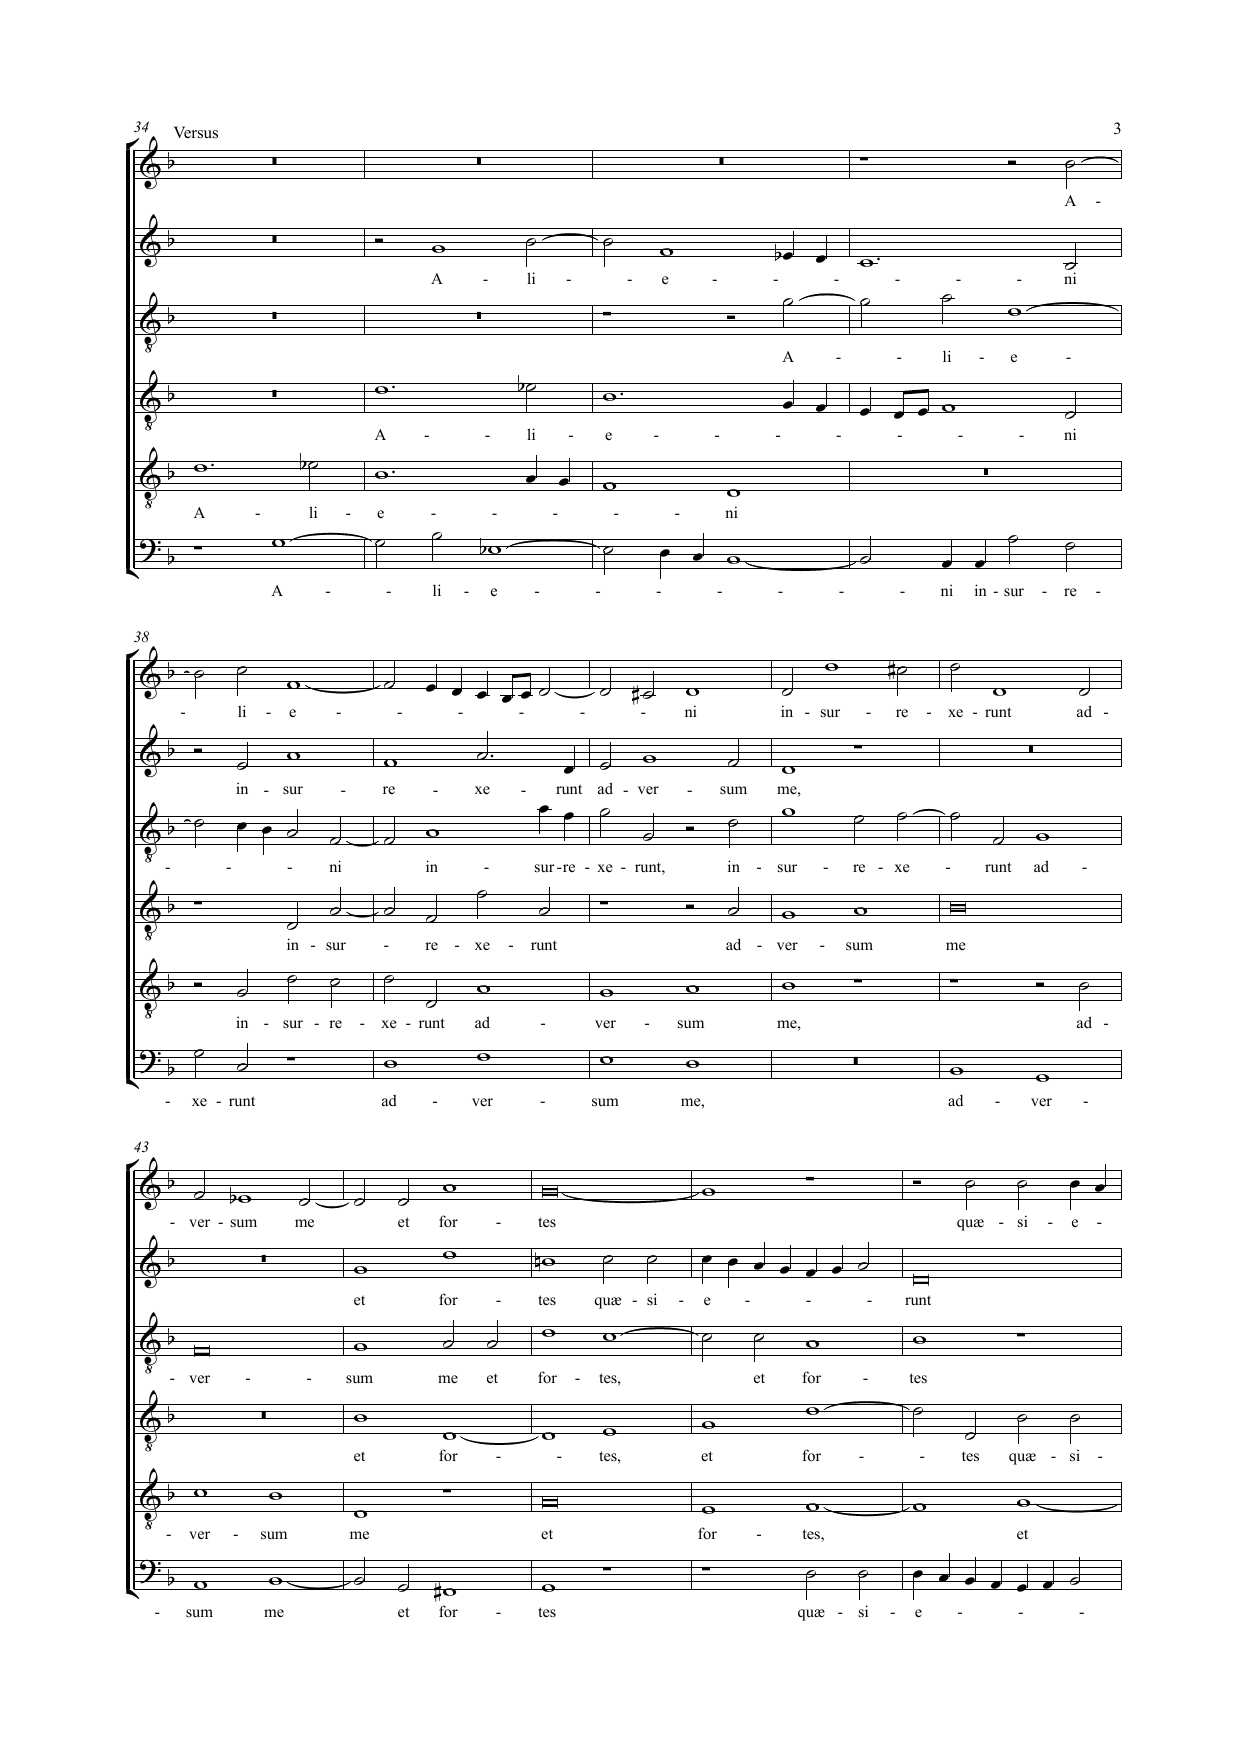 34 Versus 3
A -
A - li - e - - - - - - ni
A - - li - e -
A - - li - e - - - - - - - ni
A - li - e - - - - - ni
A - - li - e - - - - - - - ni in - sur - re -
38
- li - e - - - - - - ni in - sur - re - xe - runt ad -
in - sur - re - xe - runt ad - ver - sum me,
- - - ni in - sur - re - xe - runt, in - sur - re - xe - runt ad -
in - sur - re - xe - runt ad - ver - sum me
in - sur - re - xe - runt ad - ver - sum me, ad -
- xe - runt ad - ver - sum me, ad - ver -
43
- ver - sum me et for - tes quæ - si - e -
et for - tes quæ - si - e - - - - runt
- ver - - sum me et for - tes, et for - tes
et for - - tes, et for - - tes quæ - si -
- ver - sum me et for - tes, et
- sum me et for - tes quæ - si - e - - -